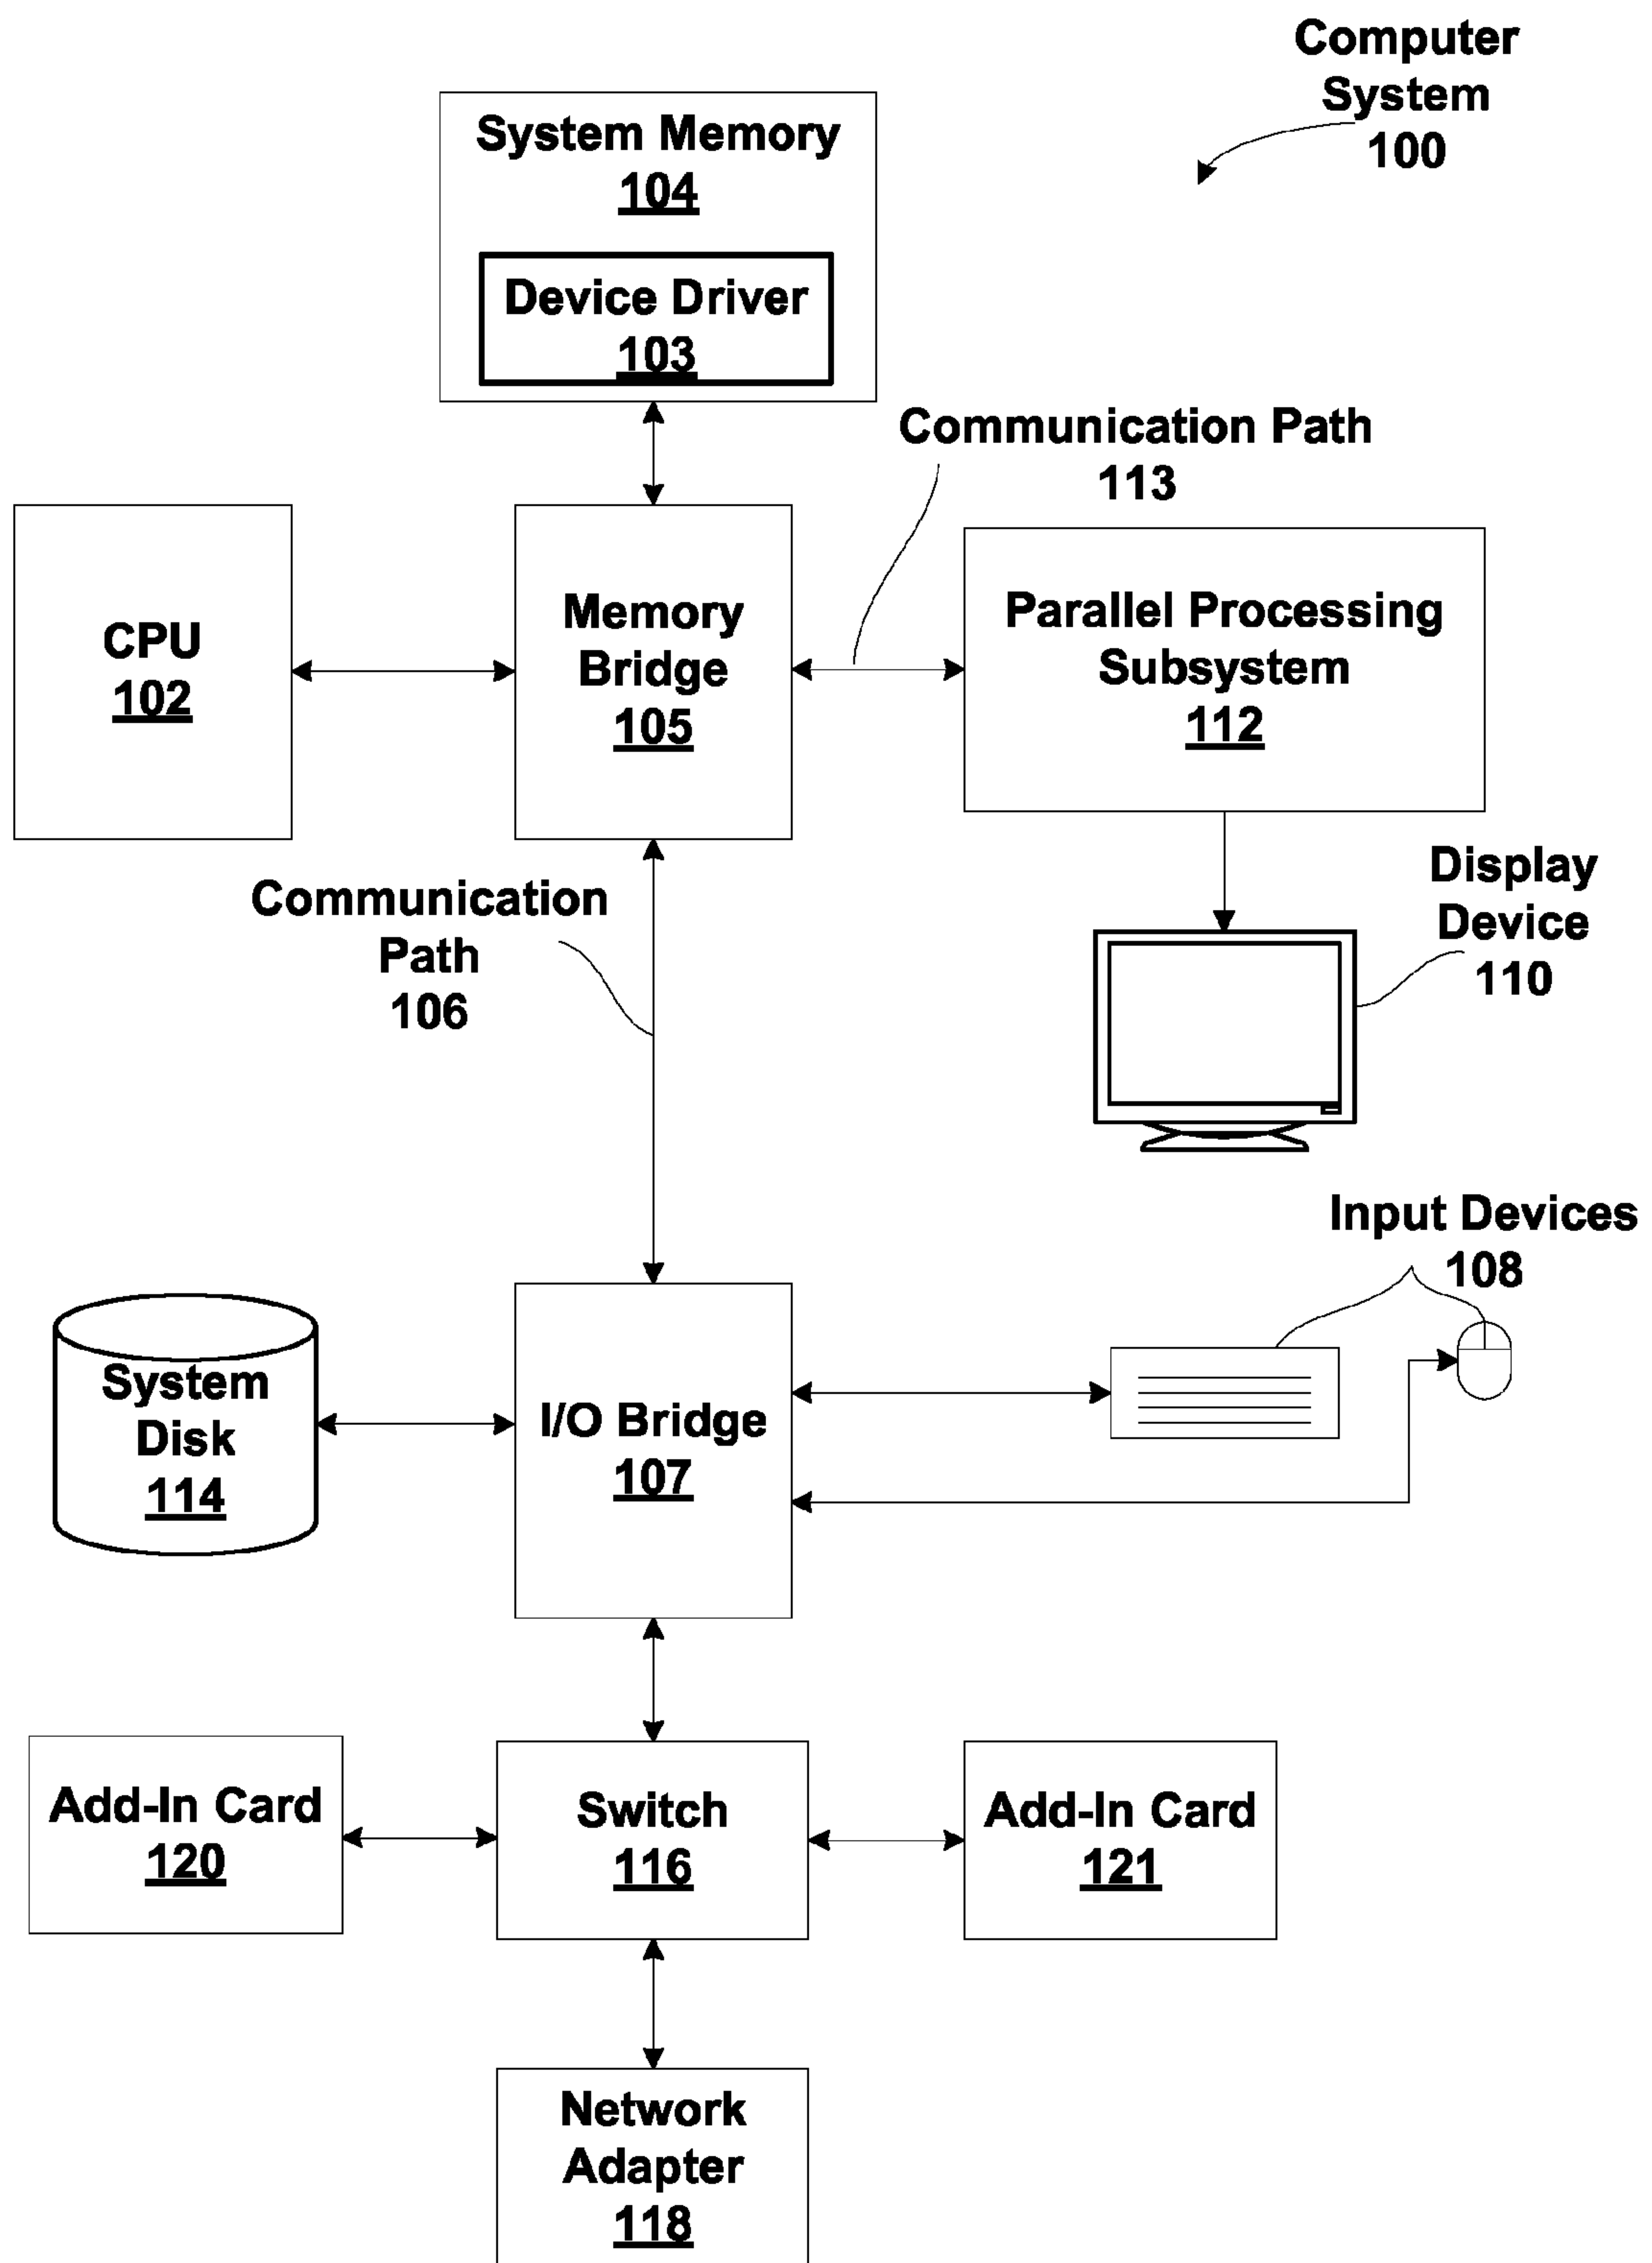 Computer
System
100
System Memory
104
Device Driver
103
Communication Path
113
CPU
102
Memory
Bridge
105
Parallel Processing
Subsystem
112
Communication
Path
106
Display
Device
110
Input Devices
108
System
Disk
114
I/O Bridge
107
Add-In Card
120
Switch
116
Add-In Card
121
Network
Adapter
118